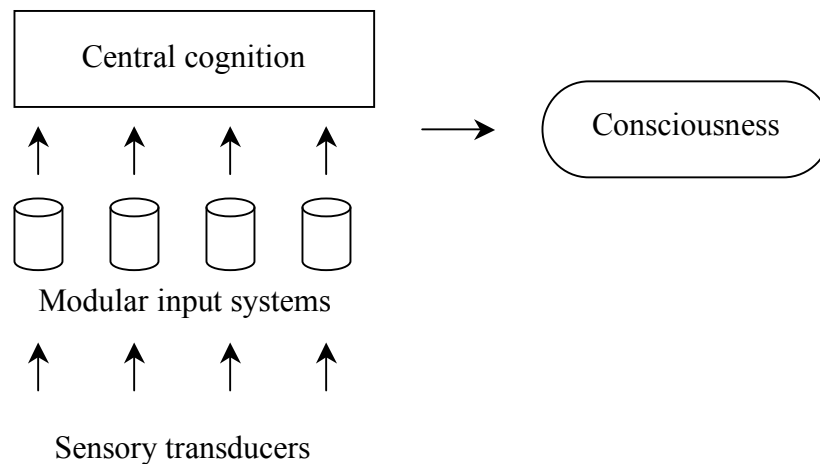 Central cognition
Consciousness
Modular input systems
Sensory transducers